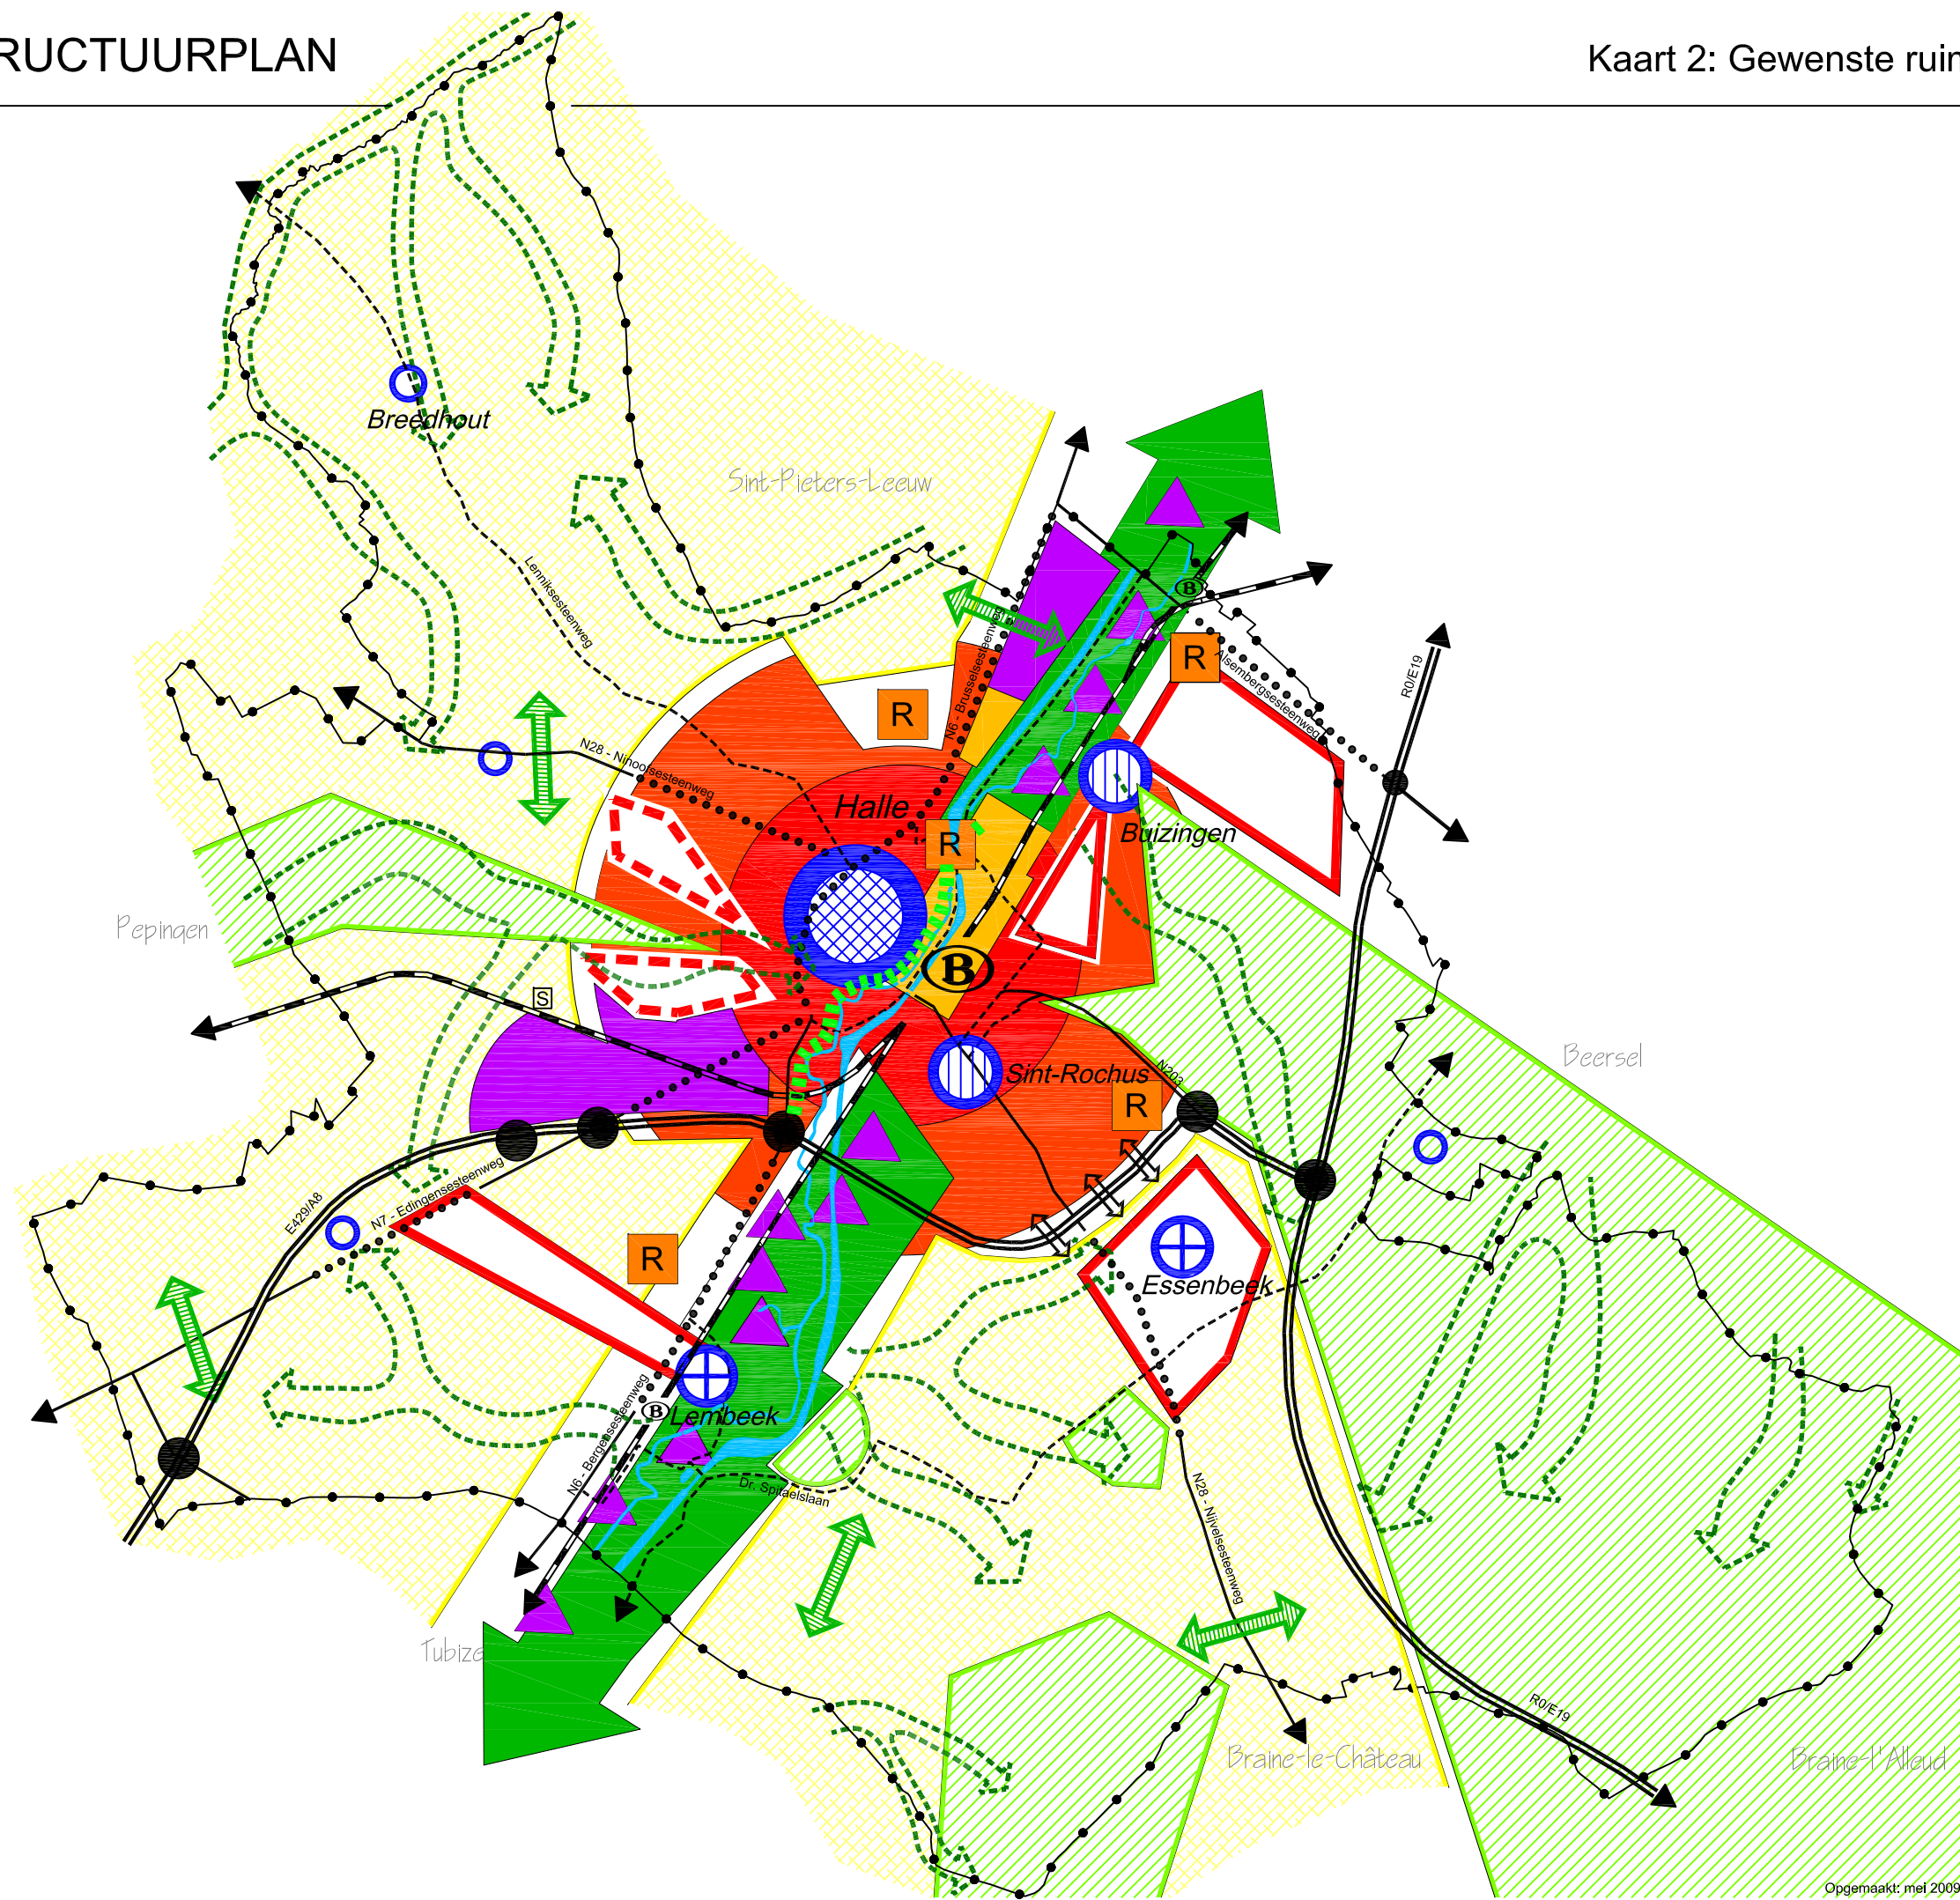 RUCTUURPLAN
Kaart 2: Gewenste ruim
Breedhout
Sint-Pieters-Leeuw
Lenniksesteenweg
B
R
Alsembergsesteenweg
R0/E19
R
N6 - Brusselsesteenweg
N28 - Ninoofsesteenweg
Halle
Buizingen
R
Pepingen
B
S
Beersel
Sint-Rochus
N203
R
E429/A8
N7 - Edingensesteenweg
R
Essenbeek
N6 - Bergensesteenweg
B
Lembeek
Dr. Spitaelslaan
N28 - Nijvelsesteenweg
Tubize
R0/E19
Braine-le-Château
Braine-l'Alleud
Opgemaakt: mei 2009